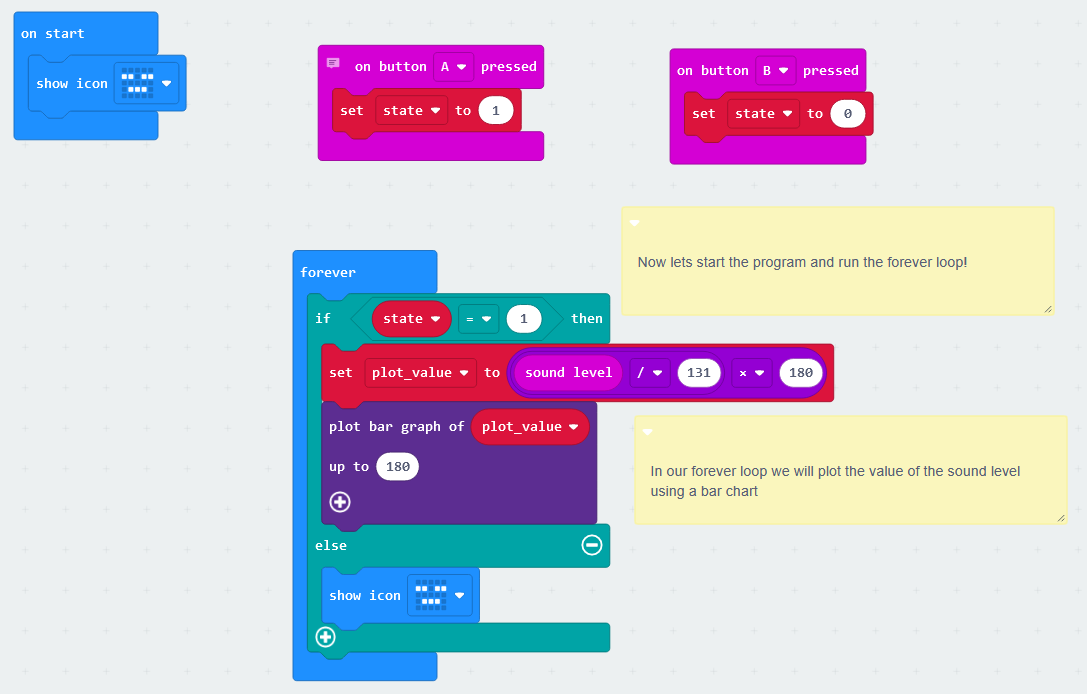 on start
show icon
on button A pressed
set state to 1
on button B pressed
set state to 0
Now lets start the program and run the forever loop!
forever
if state = 1 then
set plot_value to sound level / 131 × 180
plot bar graph of plot_value
up to 180
In our forever loop we will plot the value of the sound level
using a bar chart
else
show icon